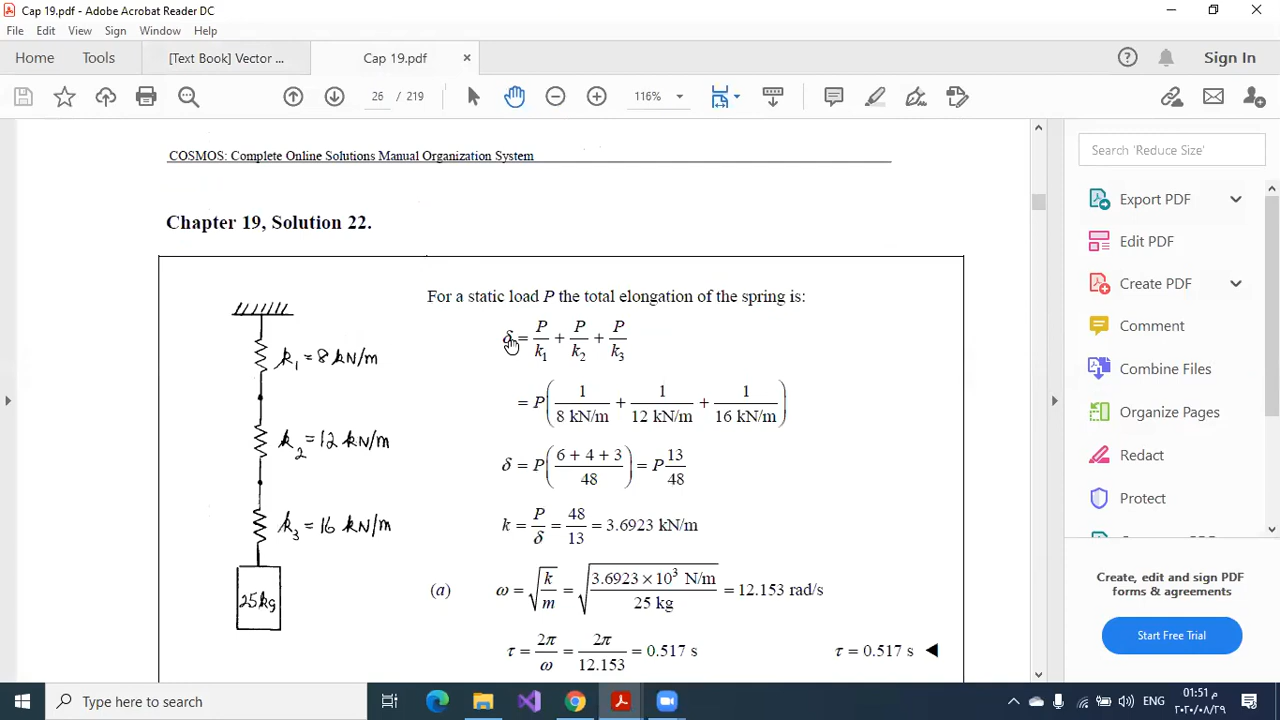 Cap 19.pdf - Adobe Acrobat Reader DC
File Edit View Sign Window Help
Home Tools [Text Book] Vector ... Cap 19.pdf × Sign In
26 / 219 116%
COSMOS: Complete Online Solutions Manual Organization System
Chapter 19, Solution 22.
For a static load P the total elongation of the spring is:
δ = P/k₁ + P/k₂ + P/k₃
= P(1/8 kN/m + 1/12 kN/m + 1/16 kN/m)
δ = P(6 + 4 + 3/48) = P 13/48
k = P/δ = 48/13 = 3.6923 kN/m
(a) ω = √(k/m) = √(3.6923 × 10³ N/m / 25 kg) = 12.153 rad/s
τ = 2π/ω = 2π/12.153 = 0.517 s τ = 0.517 s ◀
k₁ = 8 kN/m
k₂ = 12 kN/m
k₃ = 16 kN/m
25 kg
Search 'Reduce Size'
Export PDF
Edit PDF
Create PDF
Comment
Combine Files
Organize Pages
Redact
Protect
Create, edit and sign PDF
forms & agreements
Start Free Trial
Type here to search
ENG
م 01:51
٢٠٢٠/٠٨/٢٩